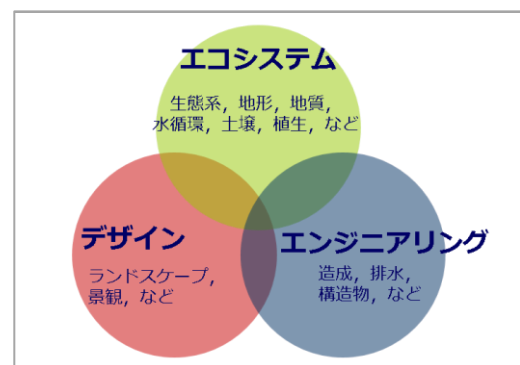 エコシステム
生態系，地形，地質，
水循環，土壌，植生，など
デザイン
ランドスケープ，
景観，など
エンジニアリング
造成，排水，
構造物，など